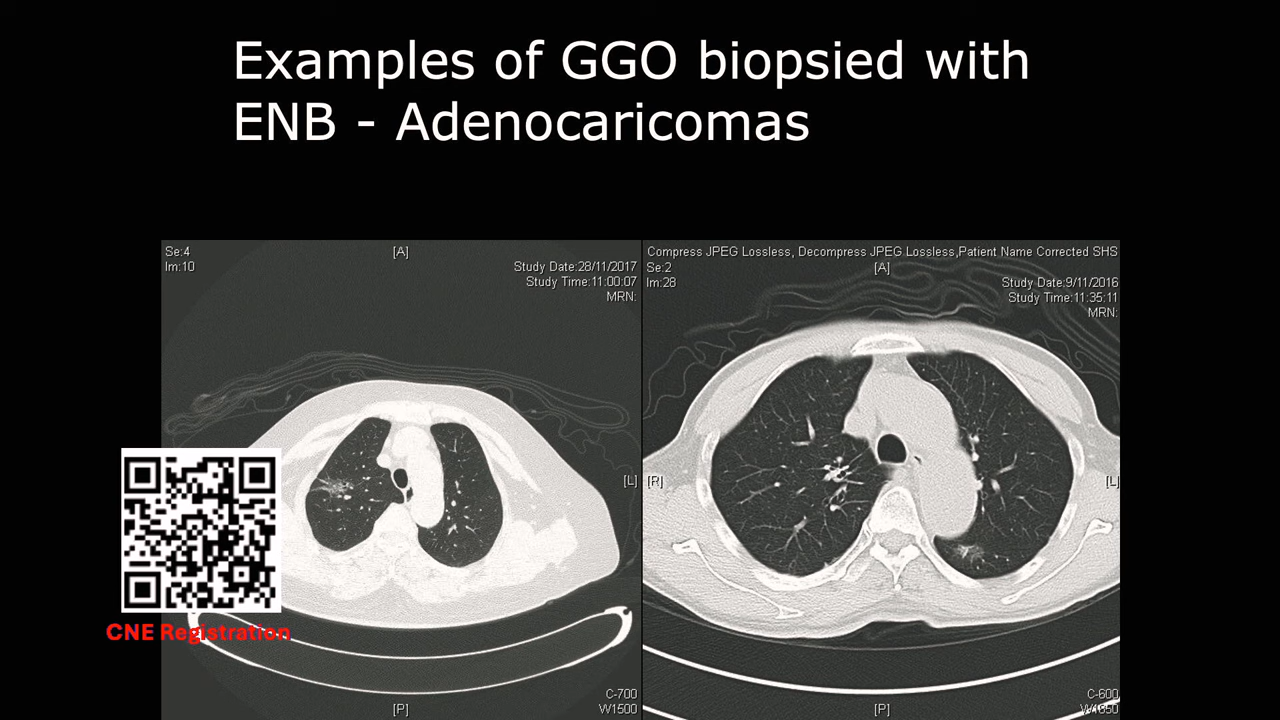 Examples of GGO biopsied with
ENB - Adenocaricomas
Se:4
Im:10
[A]
Study Date:28/11/2017
Study Time:11:00:07
MRN:
[L]
C-700
W1500
[P]
Compress JPEG Lossless, Decompress JPEG Lossless,Patient Name Corrected SHS
Se:2
Im:28
[A]
Study Date:9/11/2016
Study Time:11:35:11
MRN:
[R]
[L]
C-600
[P]
CNE Registration